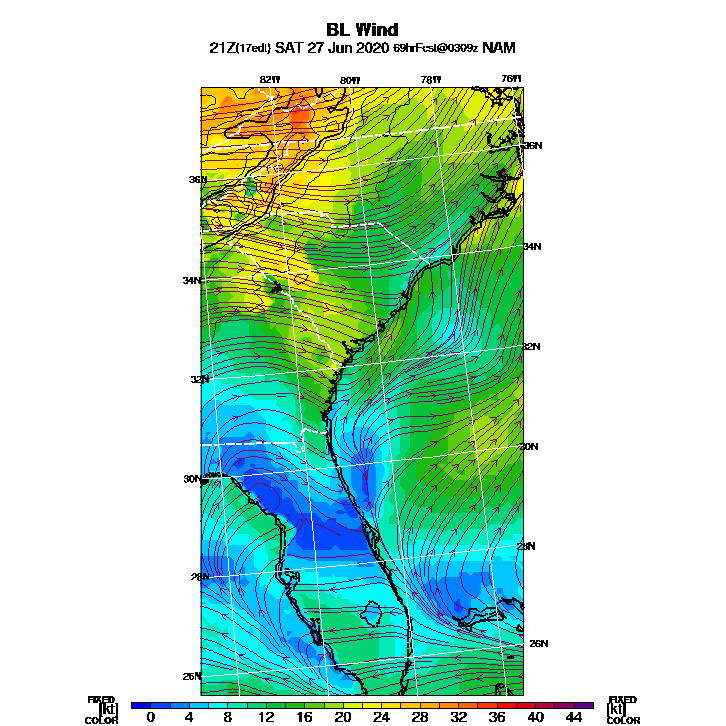 BL Wind
21Z(17edt) SAT 27 Jun 2020 69hrFcst@0309z NAM
82W 80W 78W 76W
36N
36N
34N
34N
32N
32N
30N
30N
28N
28N
26N
26N
FIXED FIXED
[kt] 0 4 8 12 16 20 24 28 32 36 40 44 [kt]
COLOR COLOR